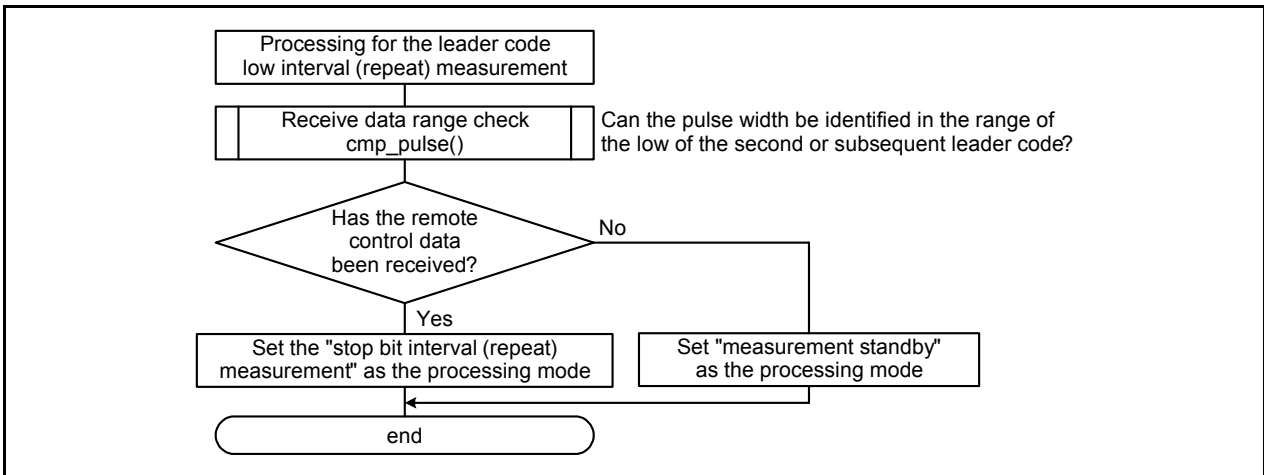 Processing for the leader code
low interval (repeat) measurement
Receive data range check
cmp_pulse()
Can the pulse width be identified in the range of
the low of the second or subsequent leader code?
Has the remote
control data
been received?
No
Yes
Set the "stop bit interval (repeat)
measurement" as the processing mode
Set "measurement standby"
as the processing mode
end